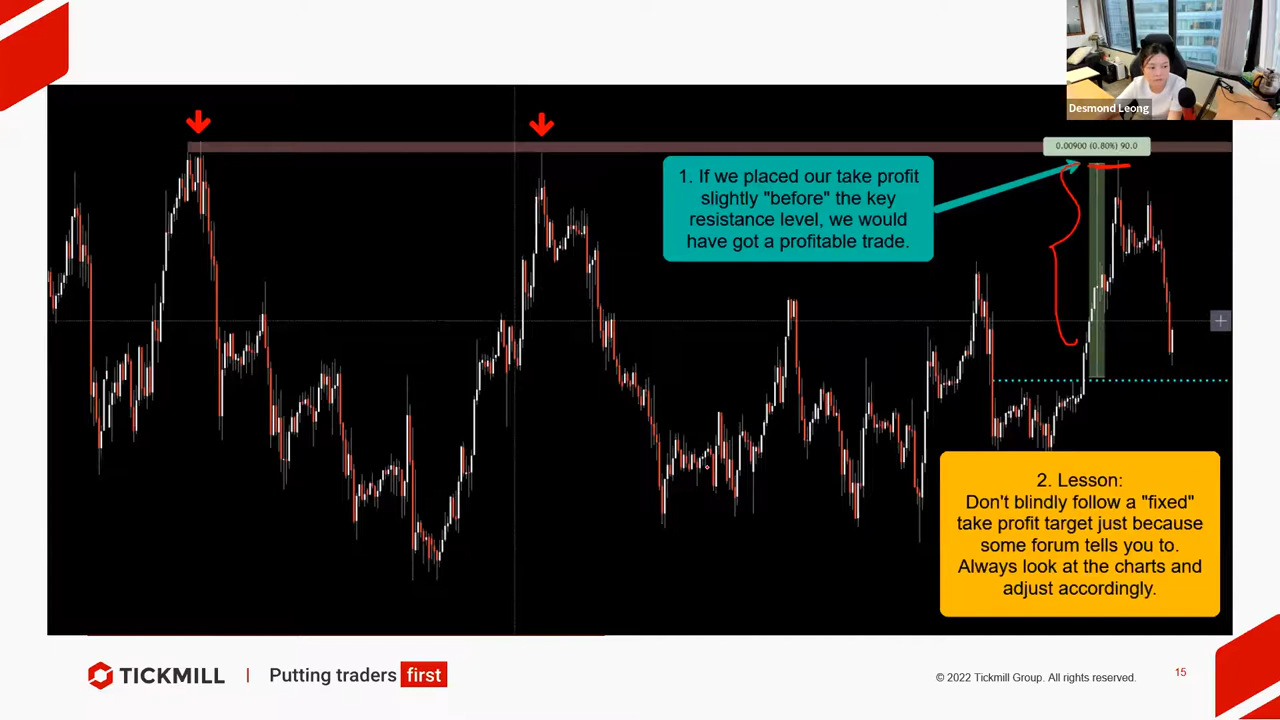 Desmond Leong
0.00900 (0.80%) 90.0
1. If we placed our take profit
slightly "before" the key
resistance level, we would
have got a profitable trade.
2. Lesson:
Don't blindly follow a "fixed"
take profit target just because
some forum tells you to.
Always look at the charts and
adjust accordingly.
TICKMILL | Putting traders first
© 2022 Tickmill Group. All rights reserved.
15